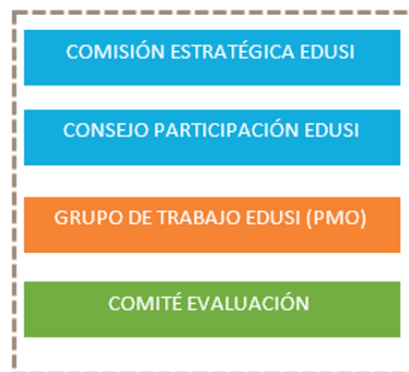 COMISIÓN ESTRATÉGICA EDUSI
CONSEJO PARTICIPACIÓN EDUSI
GRUPO DE TRABAJO EDUSI (PMO)
COMITÉ EVALUACIÓN